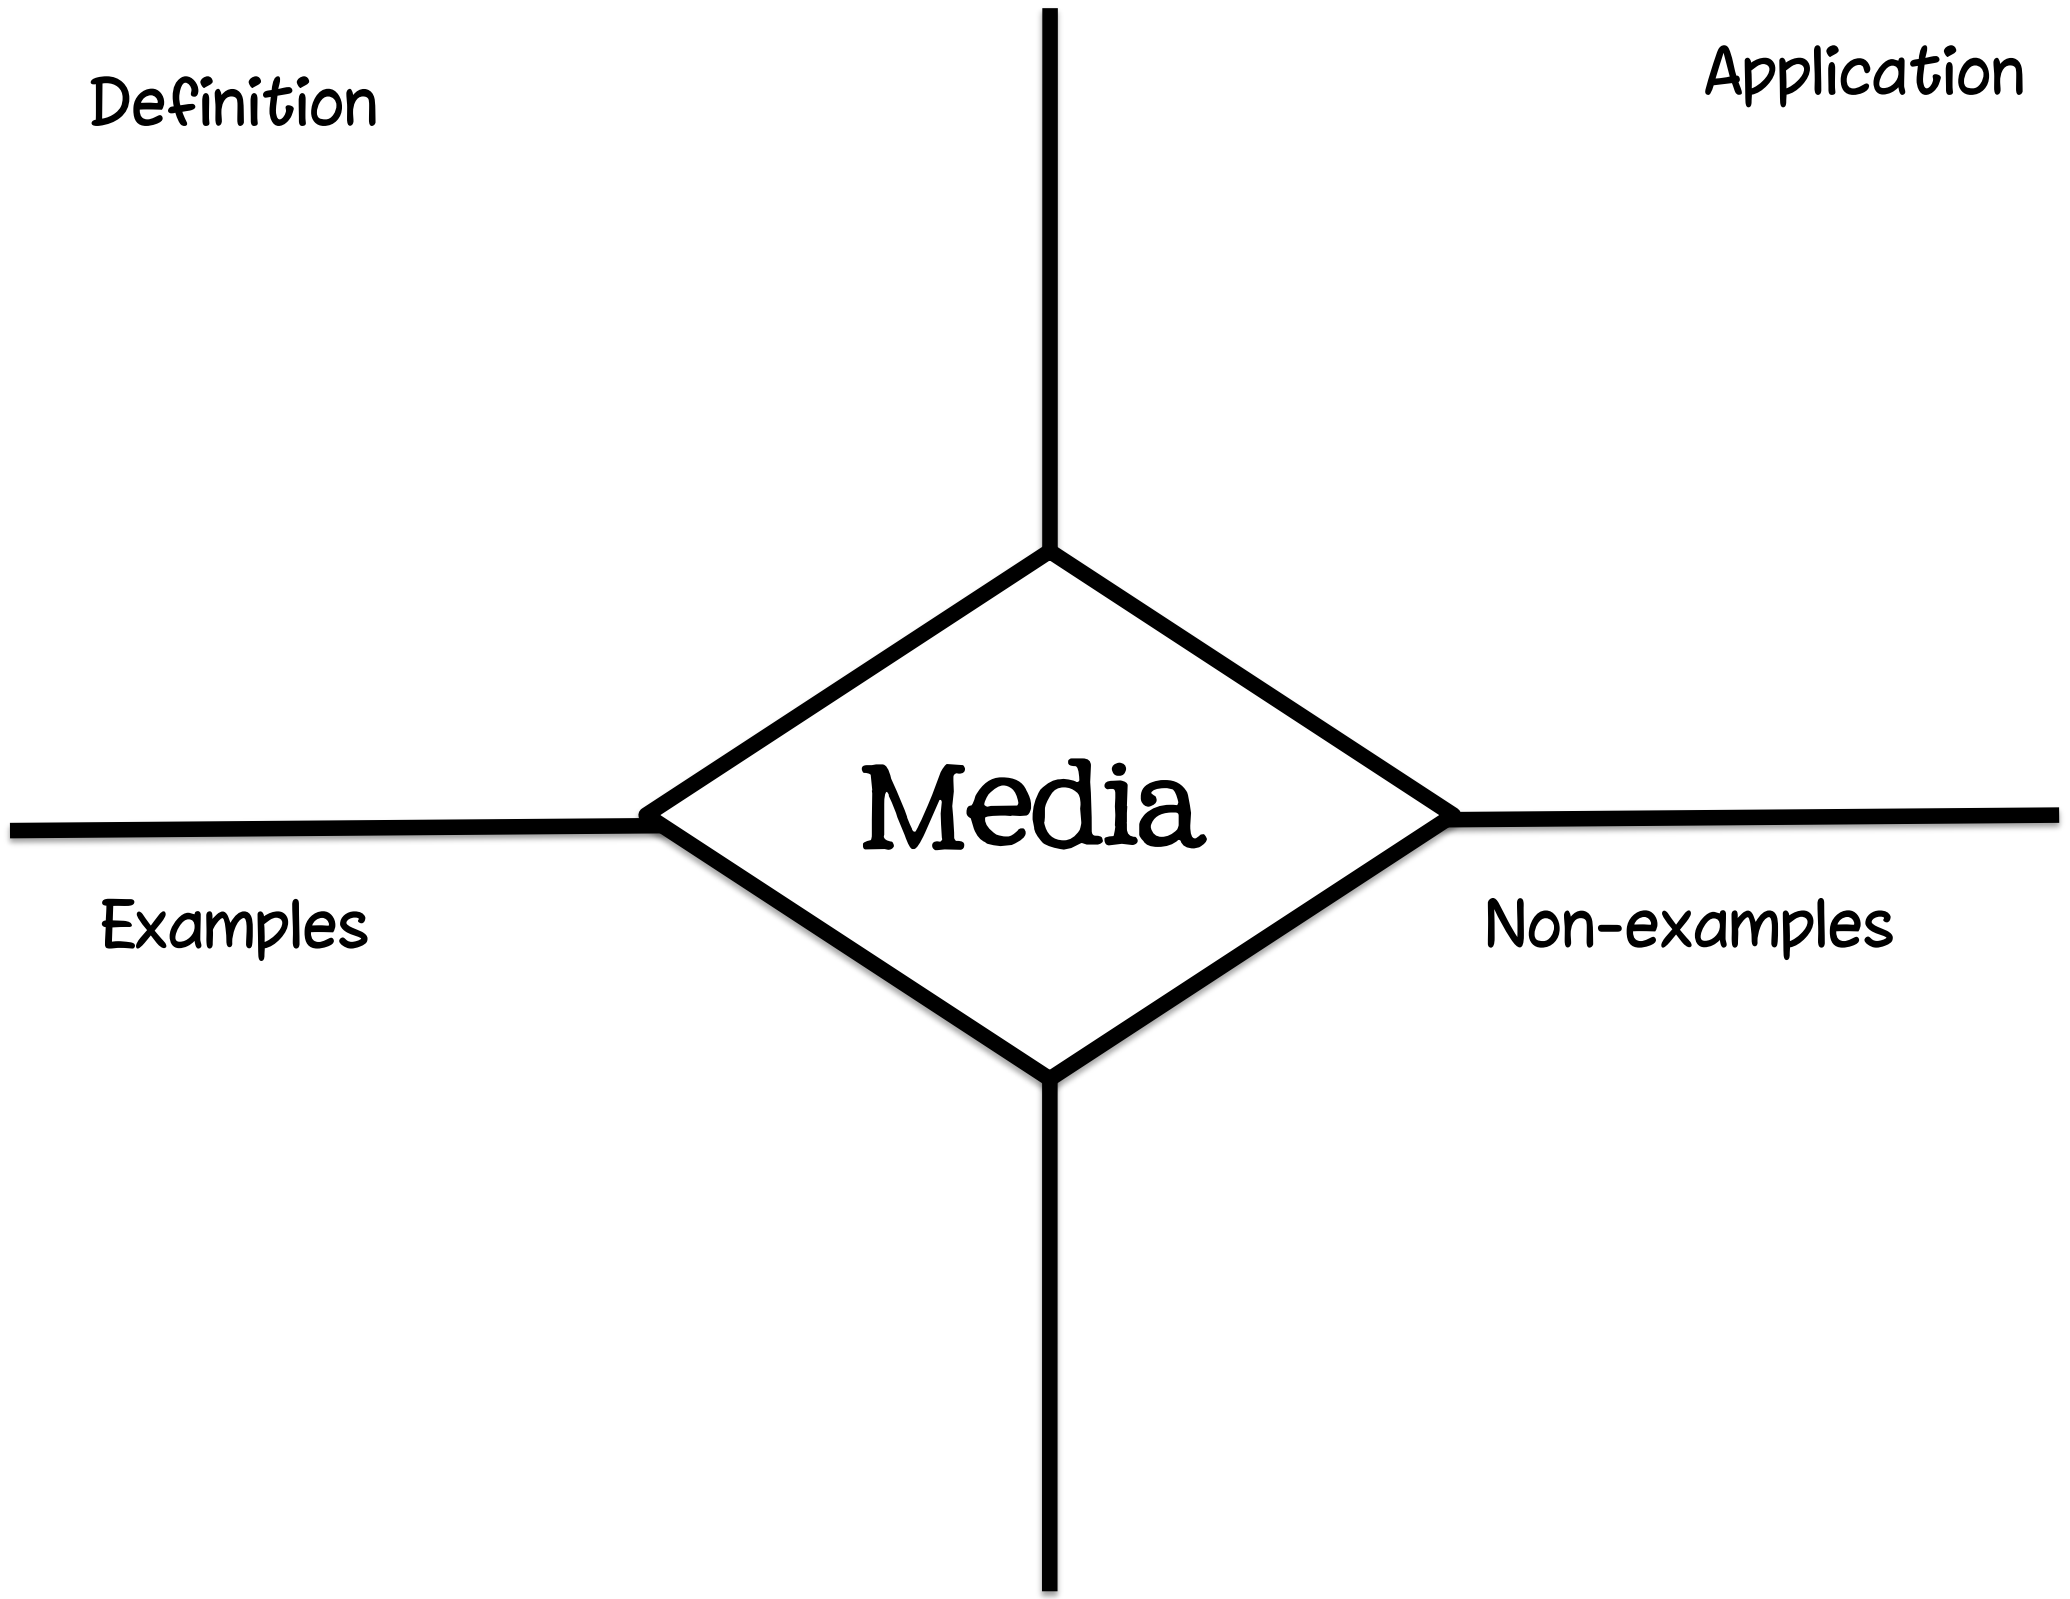 Definition
Application
Media
Examples
Non-examples